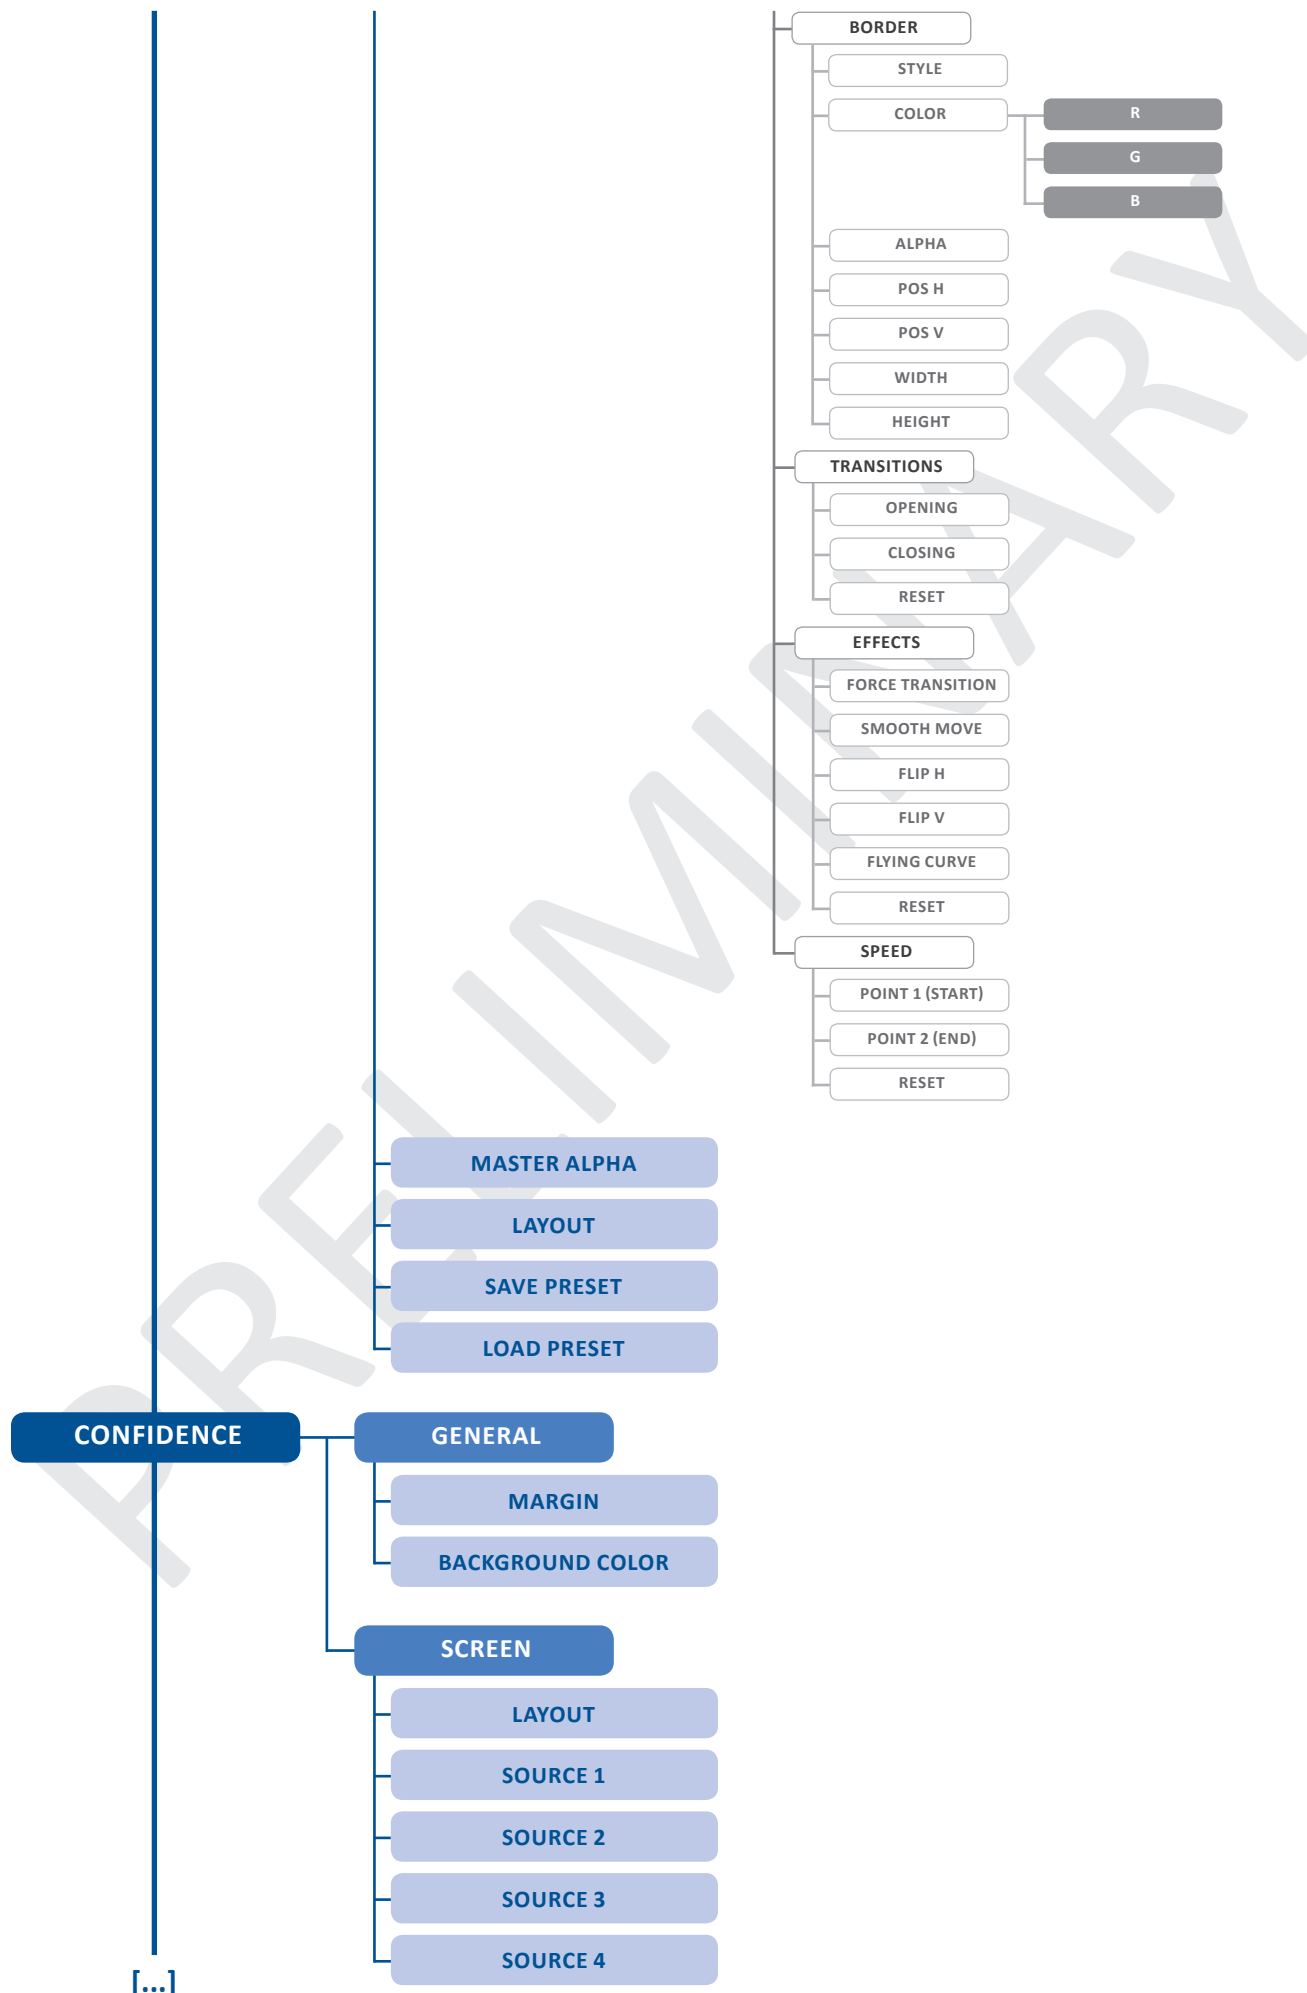 BORDER
STYLE
COLOR
R
G
B
ALPHA
POS H
POS V
WIDTH
HEIGHT
TRANSITIONS
OPENING
CLOSING
RESET
EFFECTS
FORCE TRANSITION
SMOOTH MOVE
FLIP H
FLIP V
FLYING CURVE
RESET
SPEED
POINT 1 (START)
POINT 2 (END)
RESET
MASTER ALPHA
LAYOUT
SAVE PRESET
LOAD PRESET
CONFIDENCE
GENERAL
MARGIN
BACKGROUND COLOR
SCREEN
LAYOUT
SOURCE 1
SOURCE 2
SOURCE 3
SOURCE 4
[...]
PRELIMINARY